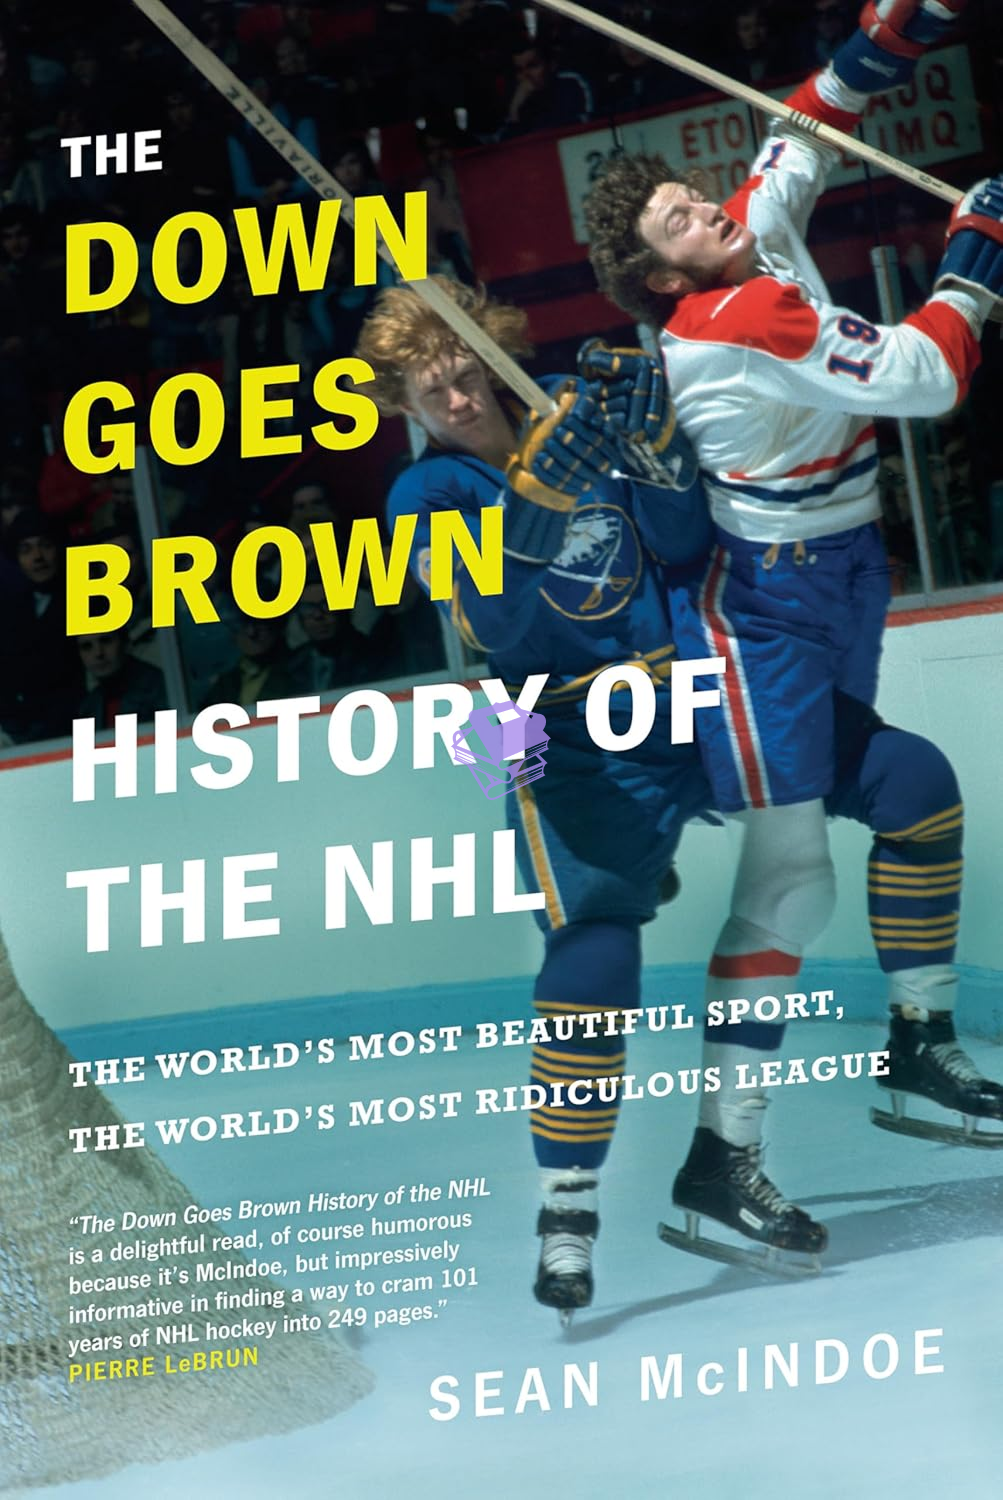 THE
DOWN
GOES
BROWN
HISTORY OF
THE NHL
THE WORLD'S MOST BEAUTIFUL SPORT,
THE WORLD'S MOST RIDICULOUS LEAGUE
“The Down Goes Brown History of the NHL
is a delightful read, of course humorous
because it's McIndoe, but impressively
informative in finding a way to cram 101
years of NHL hockey into 249 pages.”
PIERRE LeBRUN
SEAN McINDOE
19
1